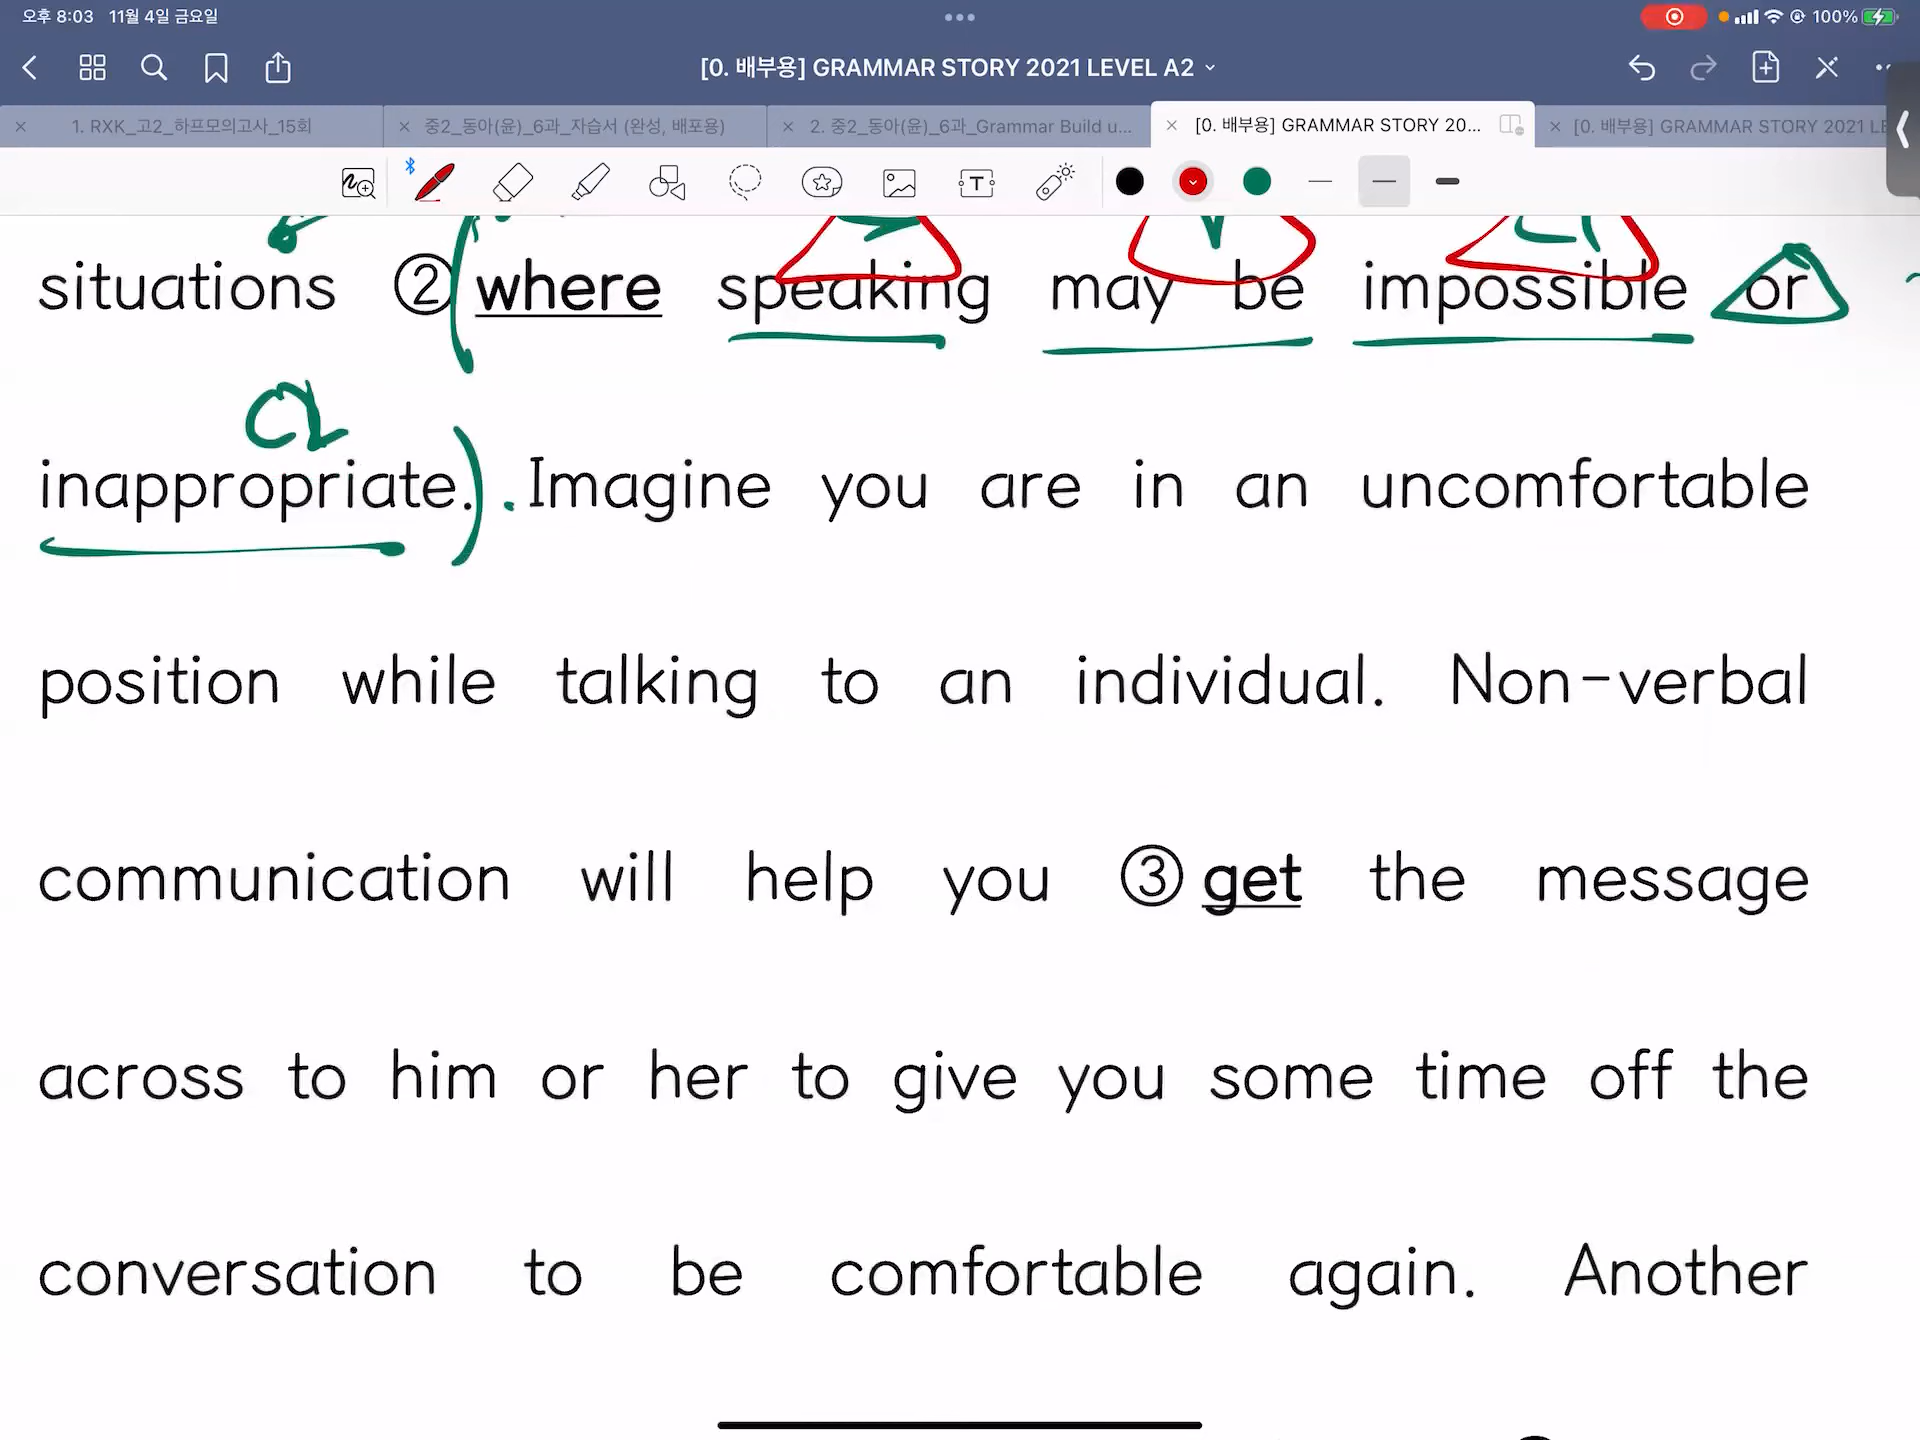 오후 8:03 11월 4일 금요일 100%
[0. 배부용] GRAMMAR STORY 2021 LEVEL A2
1. RXK_고2_하프모의고사_15회 중2_동아(윤)_6과_자습서 (완성, 배포용) 2. 중2_동아(윤)_6과_Grammar Build u... [0. 배부용] GRAMMAR STORY 20... [0. 배부용] GRAMMAR STORY 2021 LE
situations ② where speaking may be impossible or
inappropriate. Imagine you are in an uncomfortable
position while talking to an individual. Non-verbal
communication will help you ③ get the message
across to him or her to give you some time off the
conversation to be comfortable again. Another